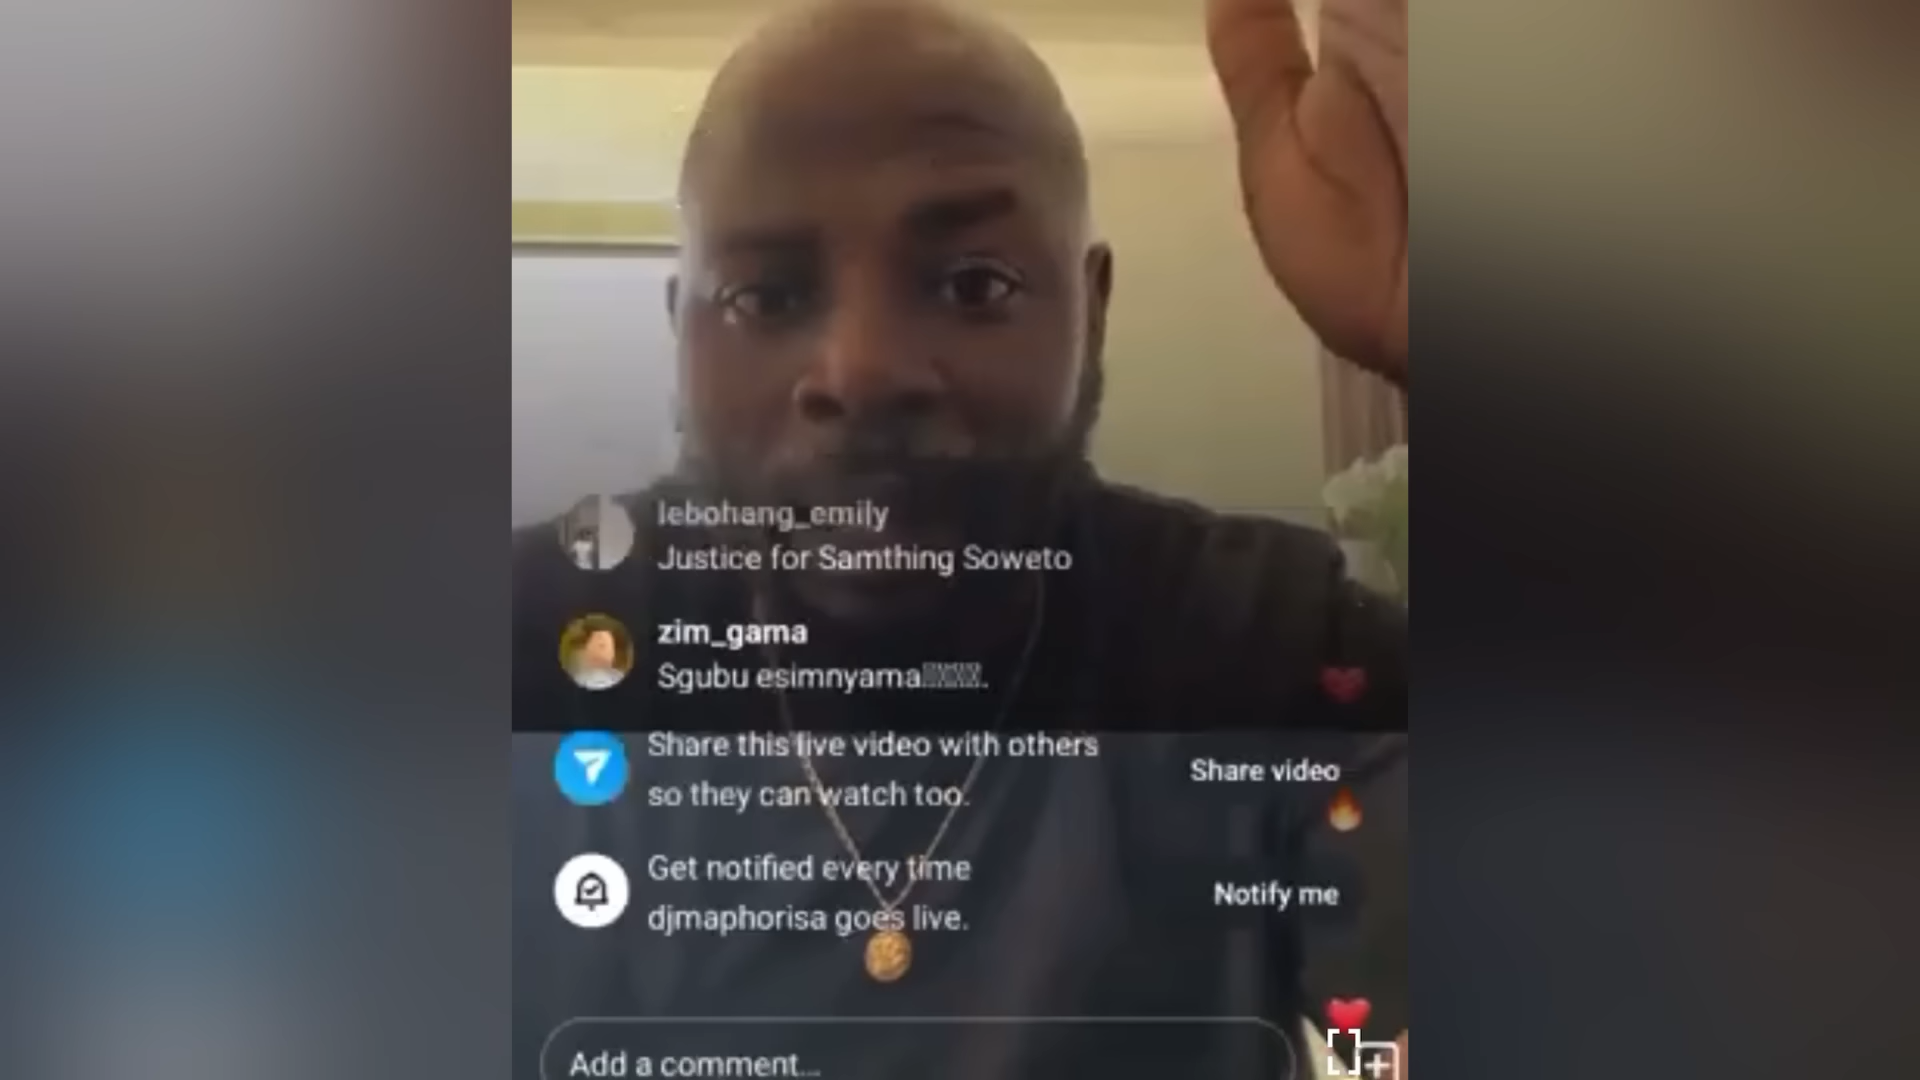 lebohang_emily
Justice for Samthing Soweto
zim_gama
Sgubu esimnyama
Share this live video with others
so they can watch too.
Share video
Get notified every time
djmaphorisa goes live.
Notify me
Add a comment...